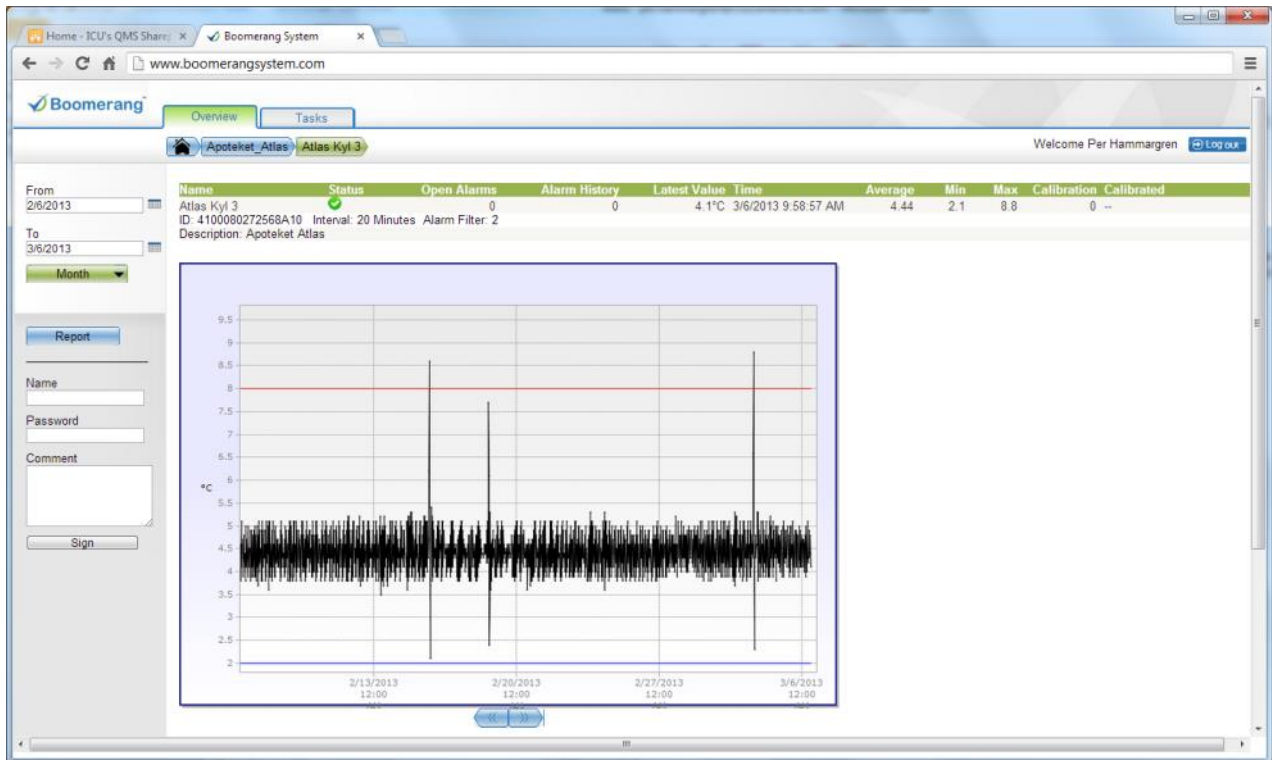 Home - ICU's QMS Share
Boomerang System
www.boomerangsystem.com
Boomerang
Overview
Tasks
Apoteket_Atlas
Atlas Kyl 3
Welcome Per Hammargren
Log out
From
2/6/2013
To
3/6/2013
Month
Report
Name
Password
Comment
Sign
Name Status Open Alarms Alarm History Latest Value Time Average Min Max Calibration Calibrated
Atlas Kyl 3 0 0 4.1°C 3/6/2013 9:58:57 AM 4.44 2.1 8.8 0 --
ID: 4100080272568A10 Interval: 20 Minutes Alarm Filter: 2
Description: Apoteket Atlas
9.5
9
8.5
8
7.5
7
6.5
6
°C
5.5
5
4.5
4
3.5
3
2.5
2
2/13/2013 2/20/2013 2/27/2013 3/6/2013
12:00 12:00 12:00 12:00